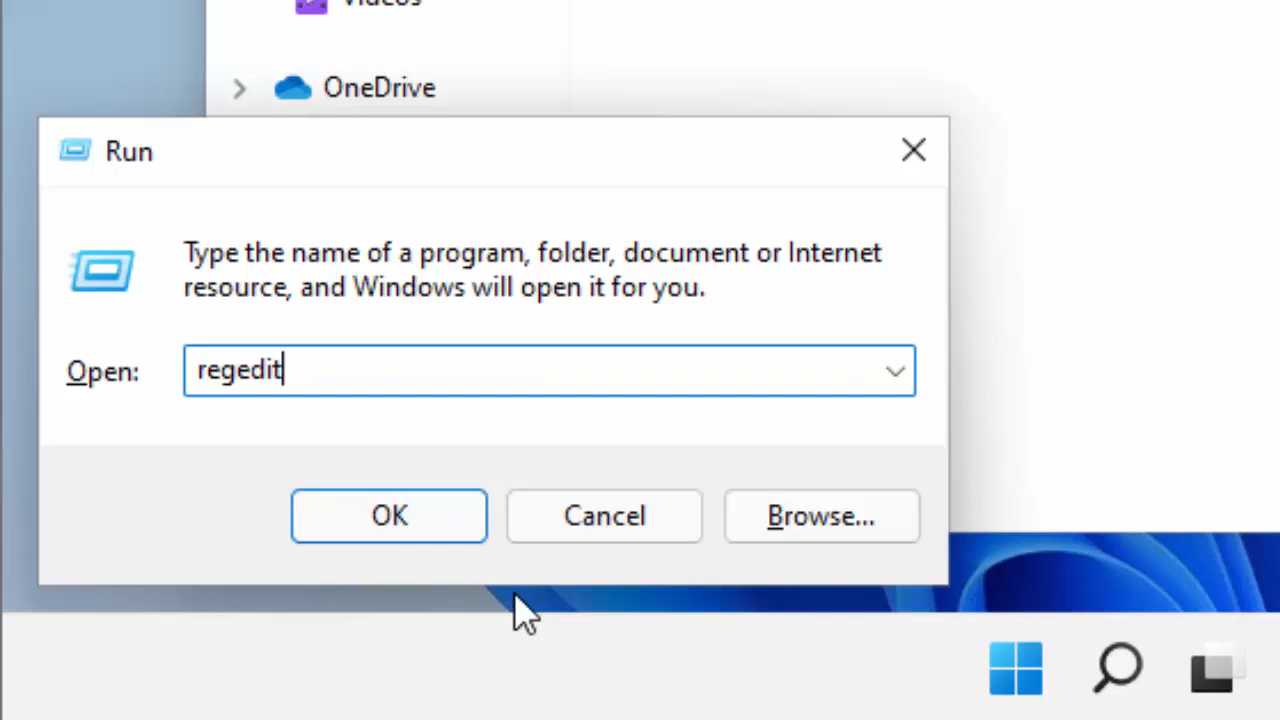 Videos
OneDrive
Run
Type the name of a program, folder, document or Internet
resource, and Windows will open it for you.
Open:
regedit
OK
Cancel
Browse...